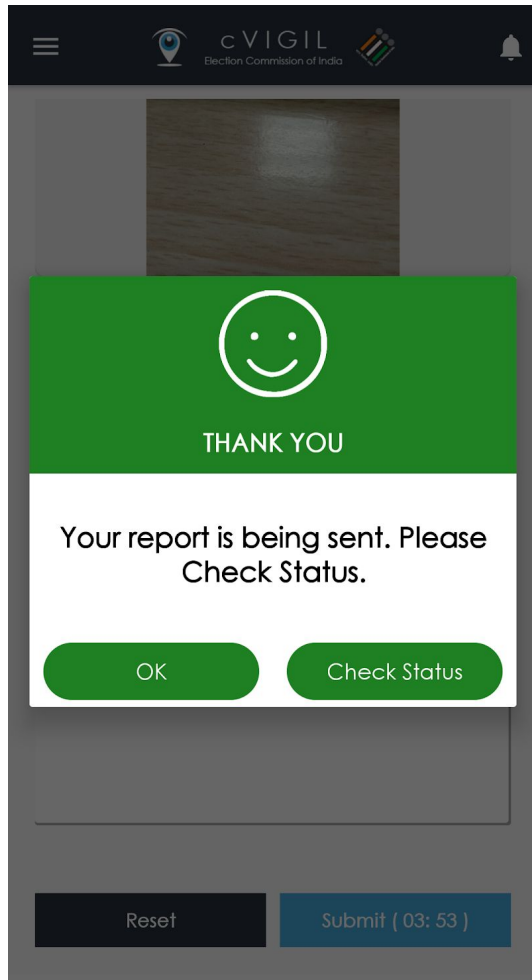 cVIGIL
Election Commission of India
THANK YOU
Your report is being sent. Please
Check Status.
OK
Check Status
Reset
Submit ( 03: 53 )